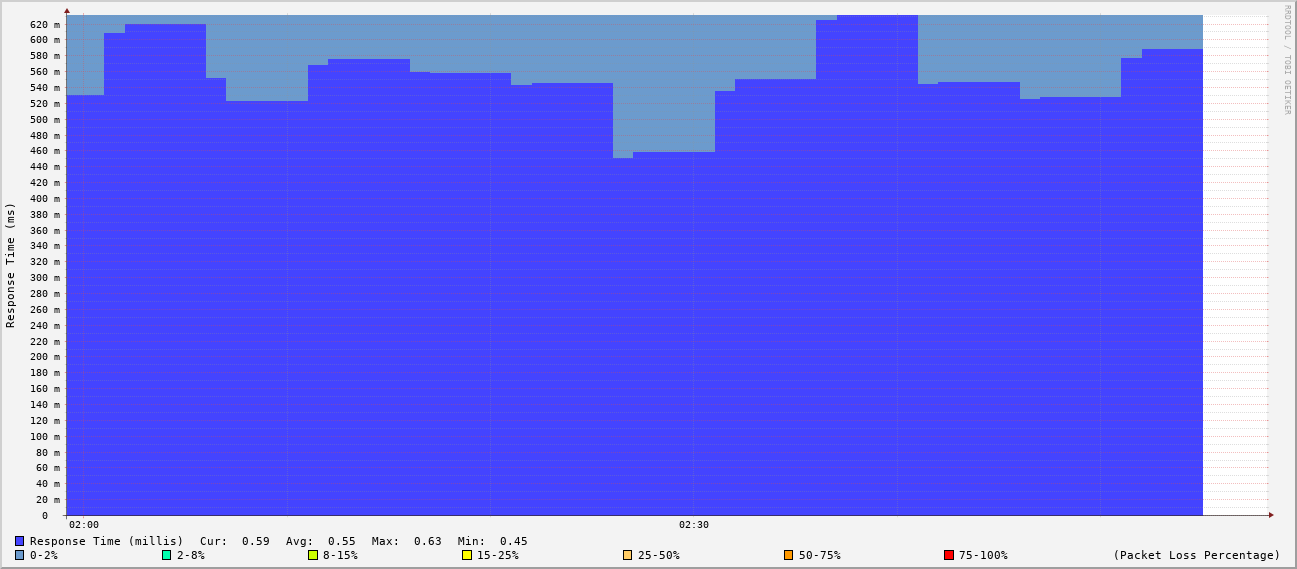 RRDTOOL / TOBI OETIKER
Response Time (ms)
620 m
600 m
580 m
560 m
540 m
520 m
500 m
480 m
460 m
440 m
420 m
400 m
380 m
360 m
340 m
320 m
300 m
280 m
260 m
240 m
220 m
200 m
180 m
160 m
140 m
120 m
100 m
80 m
60 m
40 m
20 m
0
02:00 02:30
Response Time (millis) Cur: 0.59 Avg: 0.55 Max: 0.63 Min: 0.45
0-2% 2-8% 8-15% 15-25% 25-50% 50-75% 75-100% (Packet Loss Percentage)